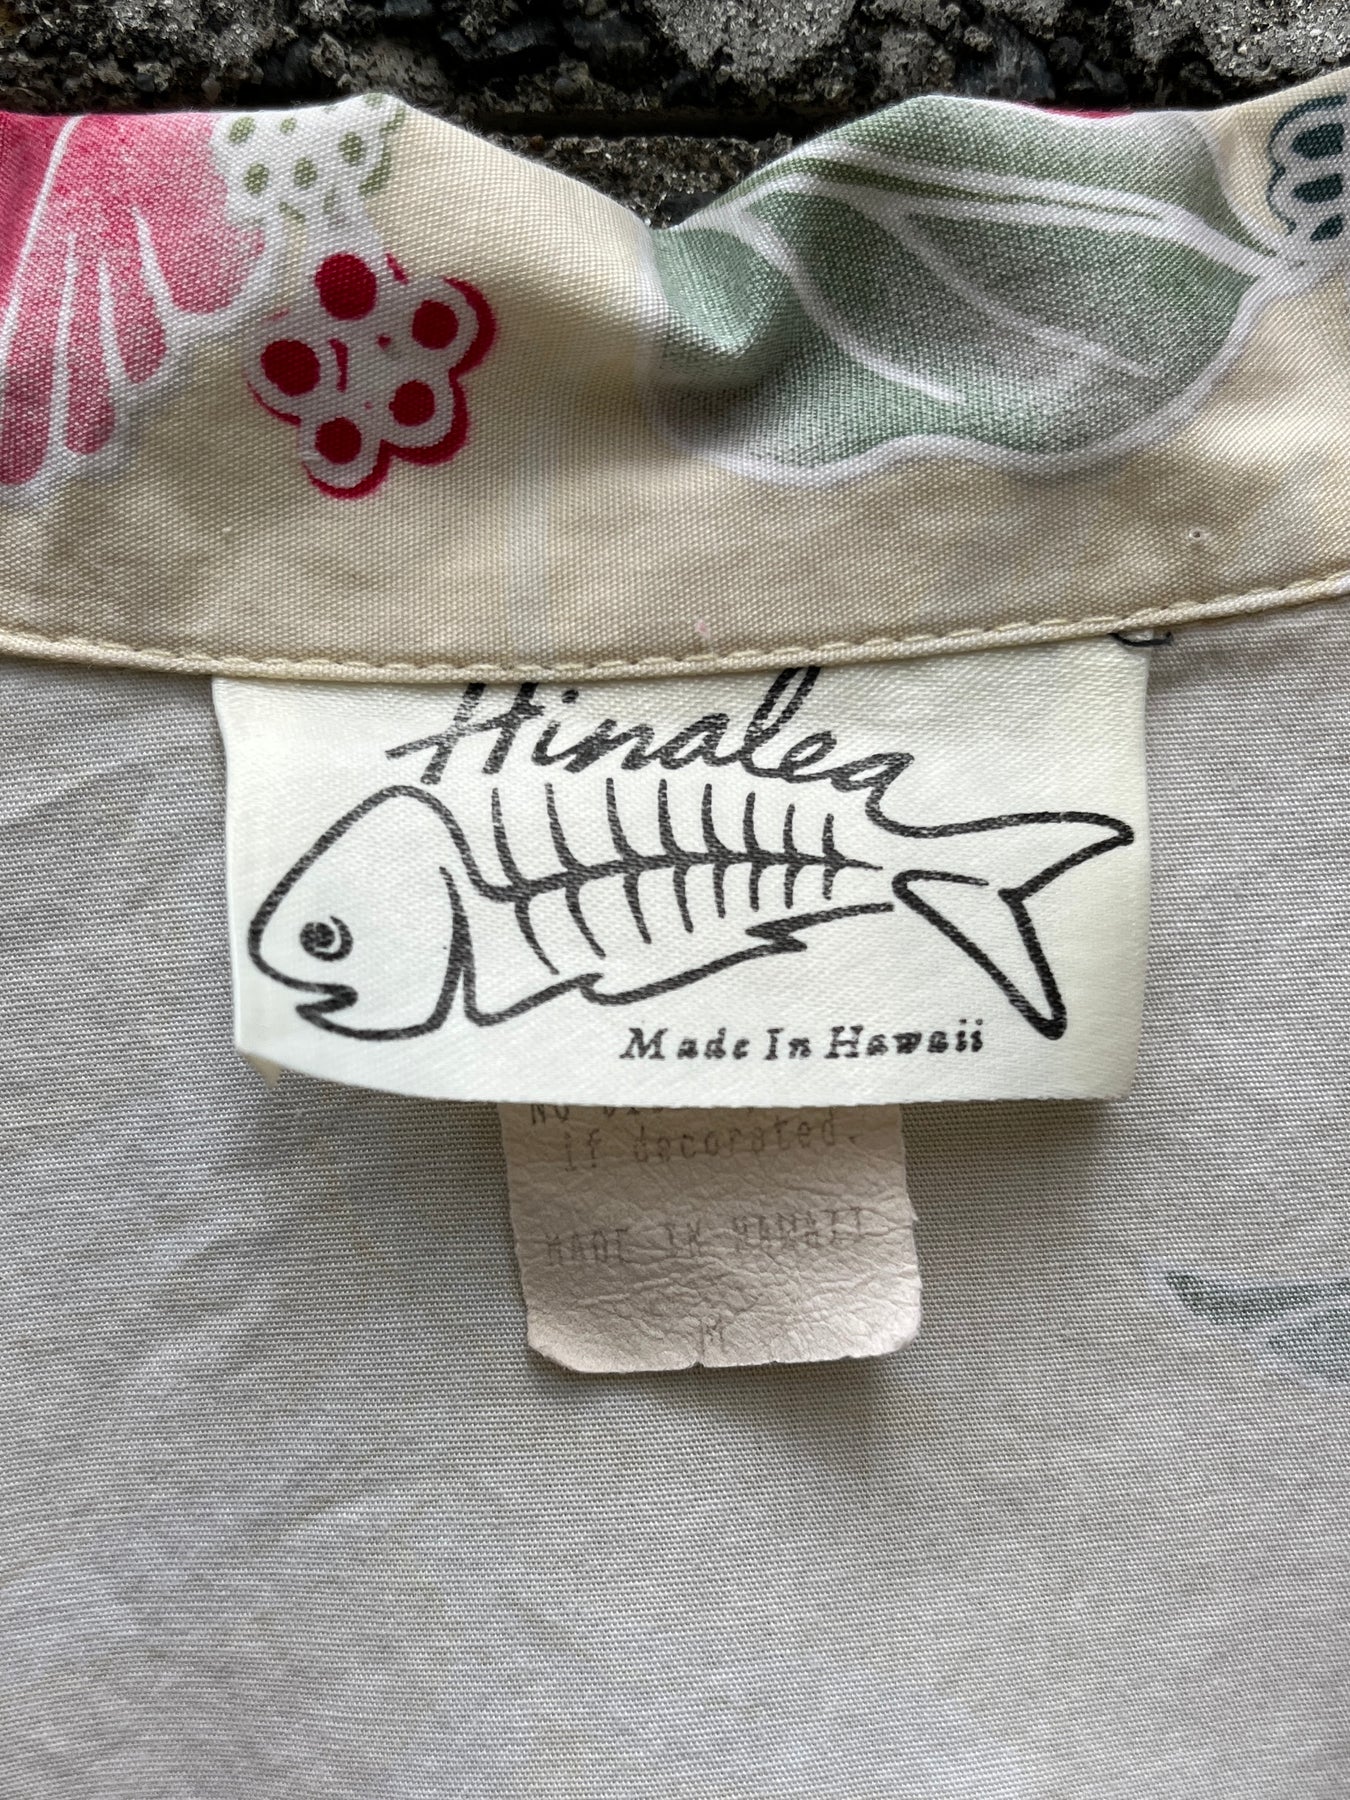 Hinalea
Made In Hawaii
if decorated.
MADE IN HAWAII
M